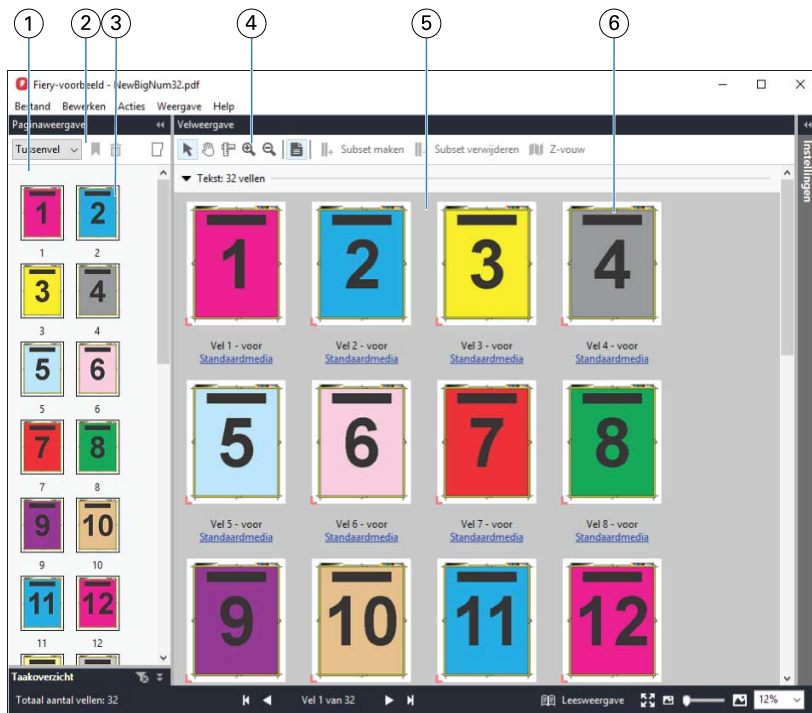 1 2 3 4 5 6
Fiery-voorbeeld - NewBigNum32.pdf
Bestand Bewerken Acties Weergave Help
Paginaweergave Velweergave
Tussenvel Subset maken Subset verwijderen Z-vouw
Instellingen
Tekst: 32 vellen
1 2
1 2
3 4
3 4
5 6
5 6
7 8
7 8
9 10
9 10
11 12
11 12
1 2 3 4
Vel 1 - voor Vel 2 - voor Vel 3 - voor Vel 4 - voor
Standaardmedia Standaardmedia Standaardmedia Standaardmedia
5 6 7 8
Vel 5 - voor Vel 6 - voor Vel 7 - voor Vel 8 - voor
Standaardmedia Standaardmedia Standaardmedia Standaardmedia
9 10 11 12
Taakoverzicht
Totaal aantal vellen: 32 Vel 1 van 32 Leesweergave 12%